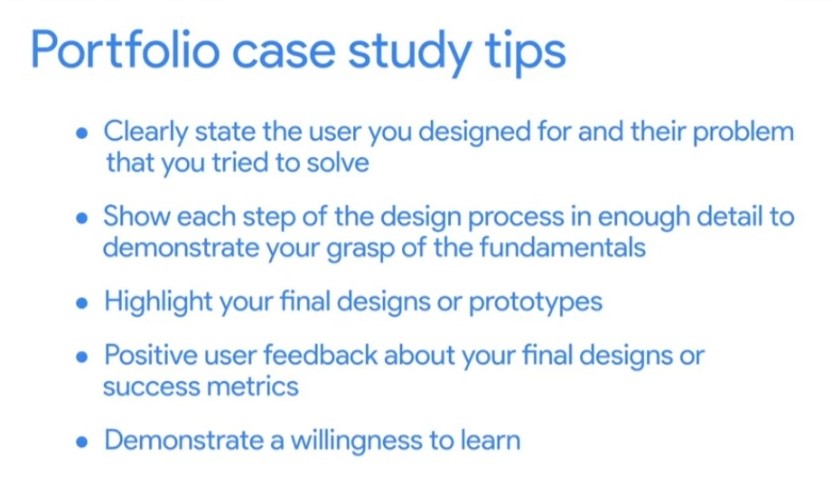 Portfolio case study tips
● Clearly state the user you designed for and their problem
that you tried to solve
● Show each step of the design process in enough detail to
demonstrate your grasp of the fundamentals
● Highlight your final designs or prototypes
● Positive user feedback about your final designs or
success metrics
● Demonstrate a willingness to learn